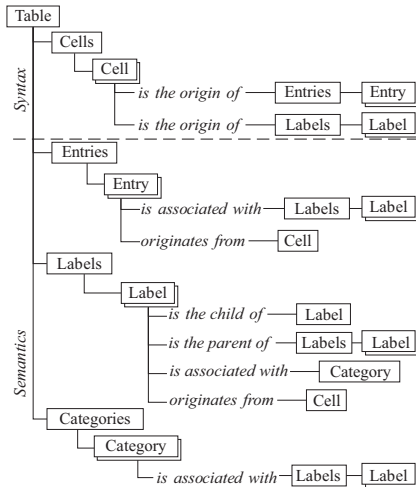 Table
Cells
Cell
is the origin of Entries Entry
is the origin of Labels Label
Syntax
Entries
Entry
is associated with Labels Label
originates from Cell
Labels
Label
is the child of Label
is the parent of Labels Label
is associated with Category
originates from Cell
Semantics
Categories
Category
is associated with Labels Label